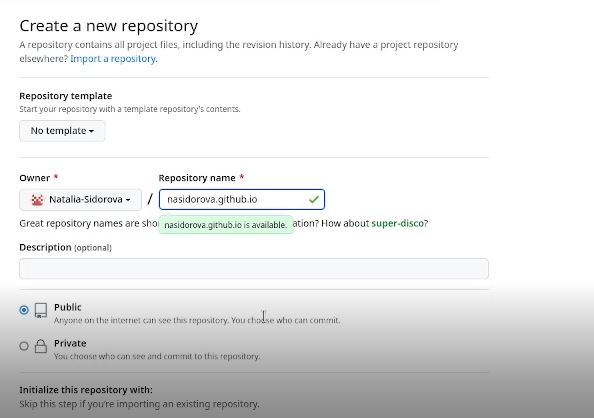 Create a new repository
A repository contains all project files, including the revision history. Already have a project repository
elsewhere? Import a repository.
Repository template
Start your repository with a template repository's contents.
No template
Owner *
Repository name *
Natalia-Sidorova / nasidorova.github.io
Great repository names are sho ation? How about super-disco?
nasidorova.github.io is available.
Description (optional)
Public
Anyone on the internet can see this repository. You choose who can commit.
Private
You choose who can see and commit to this repository.
Initialize this repository with:
Skip this step if you're importing an existing repository.